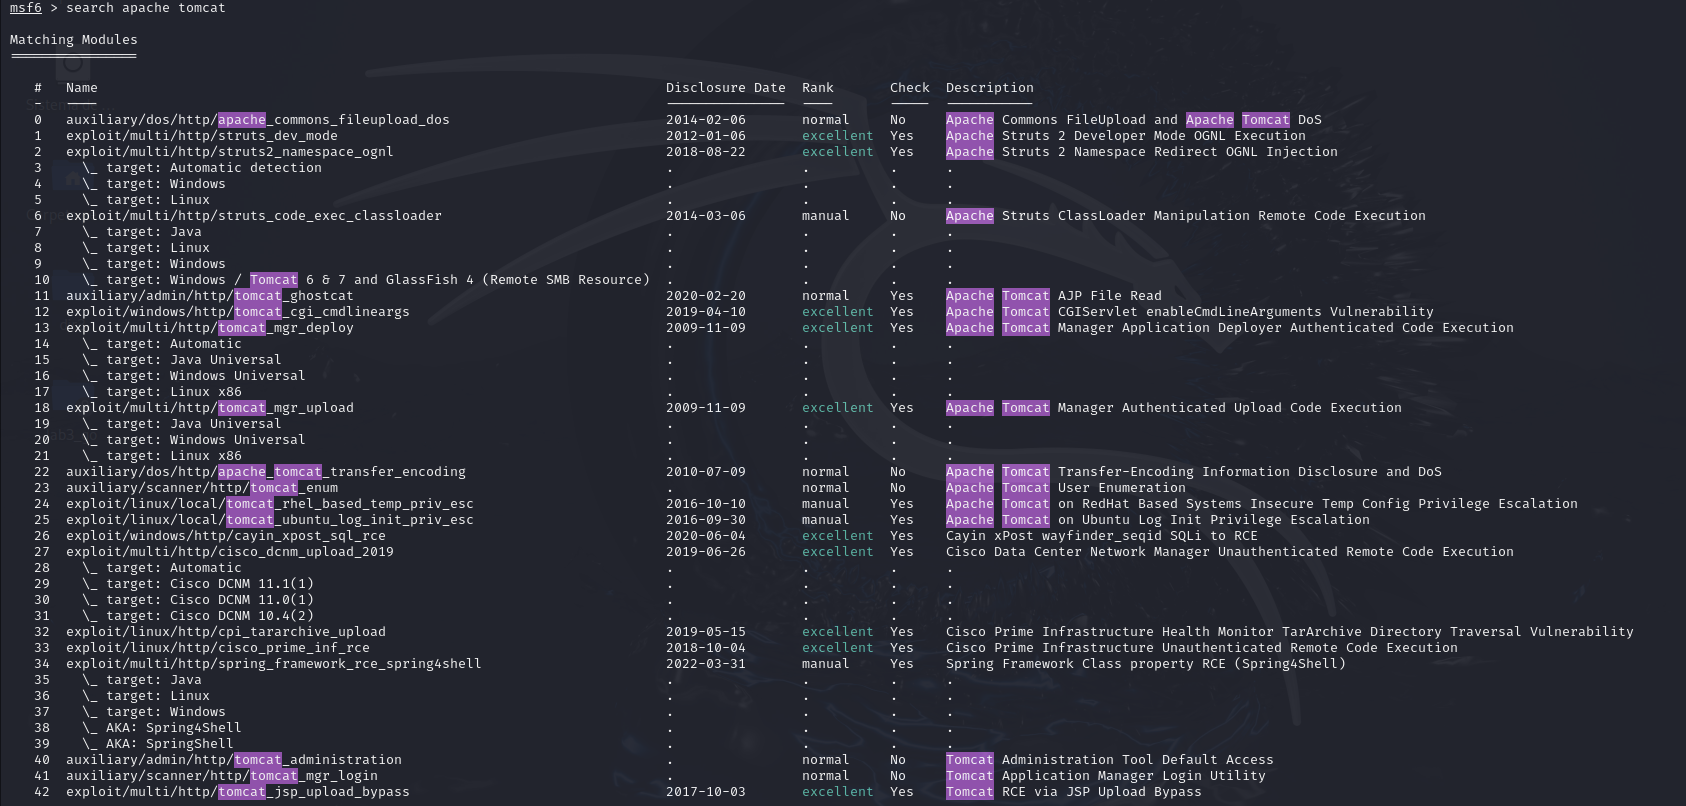 msf6 > search apache tomcat
Matching Modules
================
# Name Disclosure Date Rank Check Description
- ---- --------------- ---- ----- -----------
0 auxiliary/dos/http/apache_commons_fileupload_dos 2014-02-06 normal No Apache Commons FileUpload and Apache Tomcat DoS
1 exploit/multi/http/struts_dev_mode 2012-01-06 excellent Yes Apache Struts 2 Developer Mode OGNL Execution
2 exploit/multi/http/struts2_namespace_ognl 2018-08-22 excellent Yes Apache Struts 2 Namespace Redirect OGNL Injection
3 \_ target: Automatic detection . . . .
4 \_ target: Windows . . . .
5 \_ target: Linux . . . .
6 exploit/multi/http/struts_code_exec_classloader 2014-03-06 manual No Apache Struts ClassLoader Manipulation Remote Code Execution
7 \_ target: Java . . . .
8 \_ target: Linux . . . .
9 \_ target: Windows . . . .
10 \_ target: Windows / Tomcat 6 & 7 and GlassFish 4 (Remote SMB Resource) . . . .
11 auxiliary/admin/http/tomcat_ghostcat 2020-02-20 normal Yes Apache Tomcat AJP File Read
12 exploit/windows/http/tomcat_cgi_cmdlineargs 2019-04-10 excellent Yes Apache Tomcat CGIServlet enableCmdLineArguments Vulnerability
13 exploit/multi/http/tomcat_mgr_deploy 2009-11-09 excellent Yes Apache Tomcat Manager Application Deployer Authenticated Code Execution
14 \_ target: Automatic . . . .
15 \_ target: Java Universal . . . .
16 \_ target: Windows Universal . . . .
17 \_ target: Linux x86 . . . .
18 exploit/multi/http/tomcat_mgr_upload 2009-11-09 excellent Yes Apache Tomcat Manager Authenticated Upload Code Execution
19 \_ target: Java Universal . . . .
20 \_ target: Windows Universal . . . .
21 \_ target: Linux x86 . . . .
22 auxiliary/dos/http/apache_tomcat_transfer_encoding 2010-07-09 normal No Apache Tomcat Transfer-Encoding Information Disclosure and DoS
23 auxiliary/scanner/http/tomcat_enum . normal No Apache Tomcat User Enumeration
24 exploit/linux/local/tomcat_rhel_based_temp_priv_esc 2016-10-10 manual Yes Apache Tomcat on RedHat Based Systems Insecure Temp Config Privilege Escalation
25 exploit/linux/local/tomcat_ubuntu_log_init_priv_esc 2016-09-30 manual Yes Apache Tomcat on Ubuntu Log Init Privilege Escalation
26 exploit/windows/http/cayin_xpost_sql_rce 2020-06-04 excellent Yes Cayin xPost wayfinder_seqid SQLi to RCE
27 exploit/multi/http/cisco_dcnm_upload_2019 2019-06-26 excellent Yes Cisco Data Center Network Manager Unauthenticated Remote Code Execution
28 \_ target: Automatic . . . .
29 \_ target: Cisco DCNM 11.1(1) . . . .
30 \_ target: Cisco DCNM 11.0(1) . . . .
31 \_ target: Cisco DCNM 10.4(2) . . . .
32 exploit/linux/http/cpi_tararchive_upload 2019-05-15 excellent Yes Cisco Prime Infrastructure Health Monitor TarArchive Directory Traversal Vulnerability
33 exploit/linux/http/cisco_prime_inf_rce 2018-10-04 excellent Yes Cisco Prime Infrastructure Unauthenticated Remote Code Execution
34 exploit/multi/http/spring_framework_rce_spring4shell 2022-03-31 manual Yes Spring Framework Class property RCE (Spring4Shell)
35 \_ target: Java . . . .
36 \_ target: Linux . . . .
37 \_ target: Windows . . . .
38 \_ AKA: Spring4Shell . . . .
39 \_ AKA: SpringShell . . . .
40 auxiliary/admin/http/tomcat_administration . normal No Tomcat Administration Tool Default Access
41 auxiliary/scanner/http/tomcat_mgr_login . normal No Tomcat Application Manager Login Utility
42 exploit/multi/http/tomcat_jsp_upload_bypass 2017-10-03 excellent Yes Tomcat RCE via JSP Upload Bypass